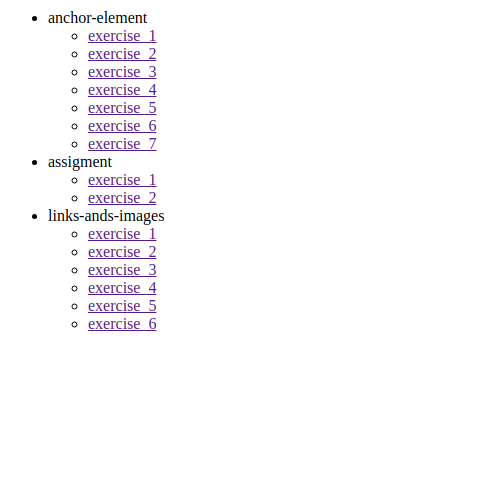 anchor-element
exercise_1
exercise_2
exercise_3
exercise_4
exercise_5
exercise_6
exercise_7
assigment
exercise_1
exercise_2
links-ands-images
exercise_1
exercise_2
exercise_3
exercise_4
exercise_5
exercise_6